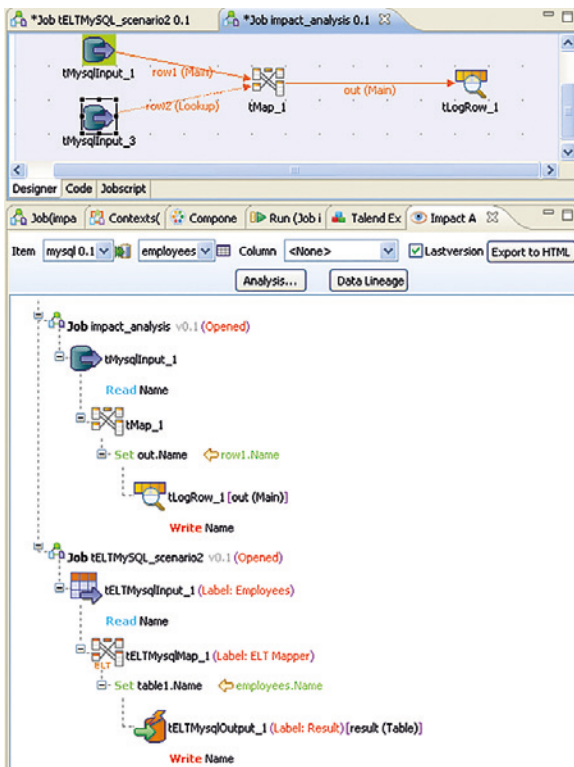 *Job tELTMySQL_scenario2 0.1
*Job impact_analysis 0.1
tMysqlInput_1
row1 (Main)
tMap_1
out (Main)
tLogRow_1
row2 (Lookup)
tMysqlInput_3
Designer Code Jobscript
Job(impa Contexts( Compone Run (Job i Talend Ex Impact A
Item mysql 0.1 employees Column <None> Lastversion Export to HTML
Analysis... Data Lineage
Job impact_analysis v0.1 (Opened)
tMysqlInput_1
Read Name
tMap_1
Set out.Name row1.Name
tLogRow_1 [out (Main)]
Write Name
Job tELTMySQL_scenario2 v0.1 (Opened)
tELTMysqlInput_1 (Label: Employees)
Read Name
ELT tELTMysqlMap_1 (Label: ELT Mapper)
Set table1.Name employees.Name
tELTMysqlOutput_1 (Label: Result)[result (Table)]
Write Name